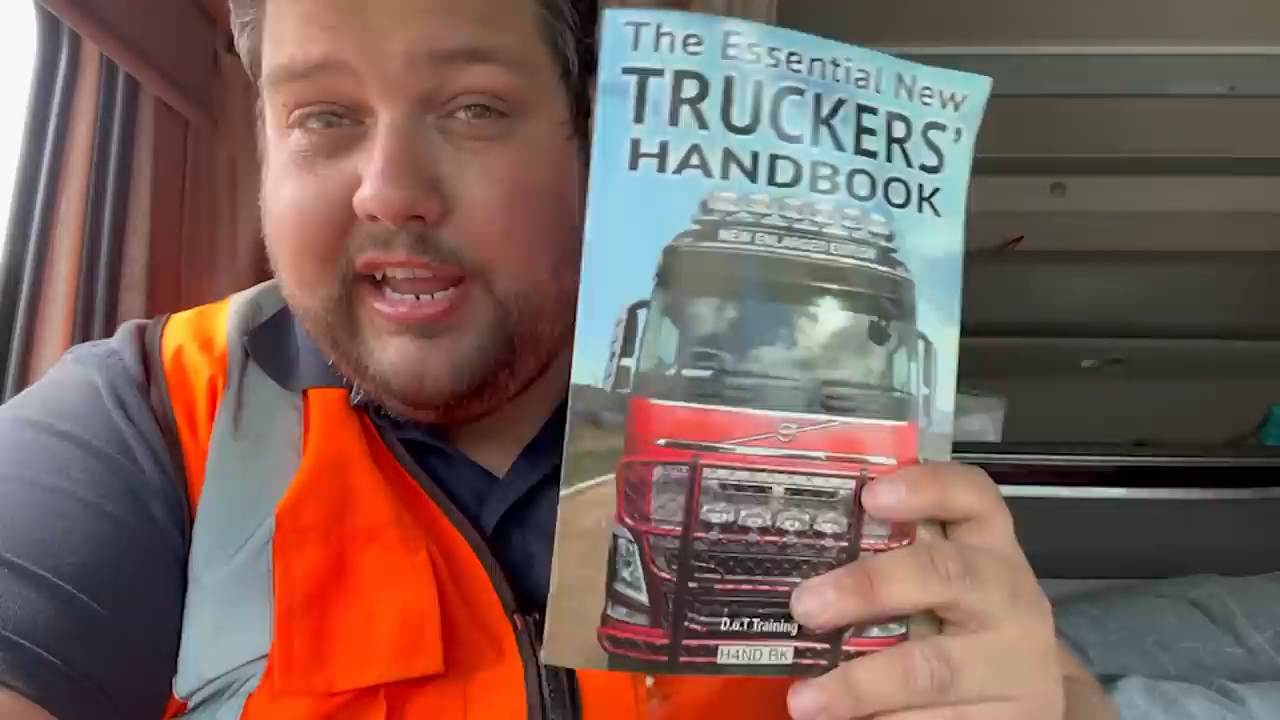 The Essential New
TRUCKERS'
HANDBOOK
NEW ENLARGED EDITION
D.o.T Training
H4ND BK